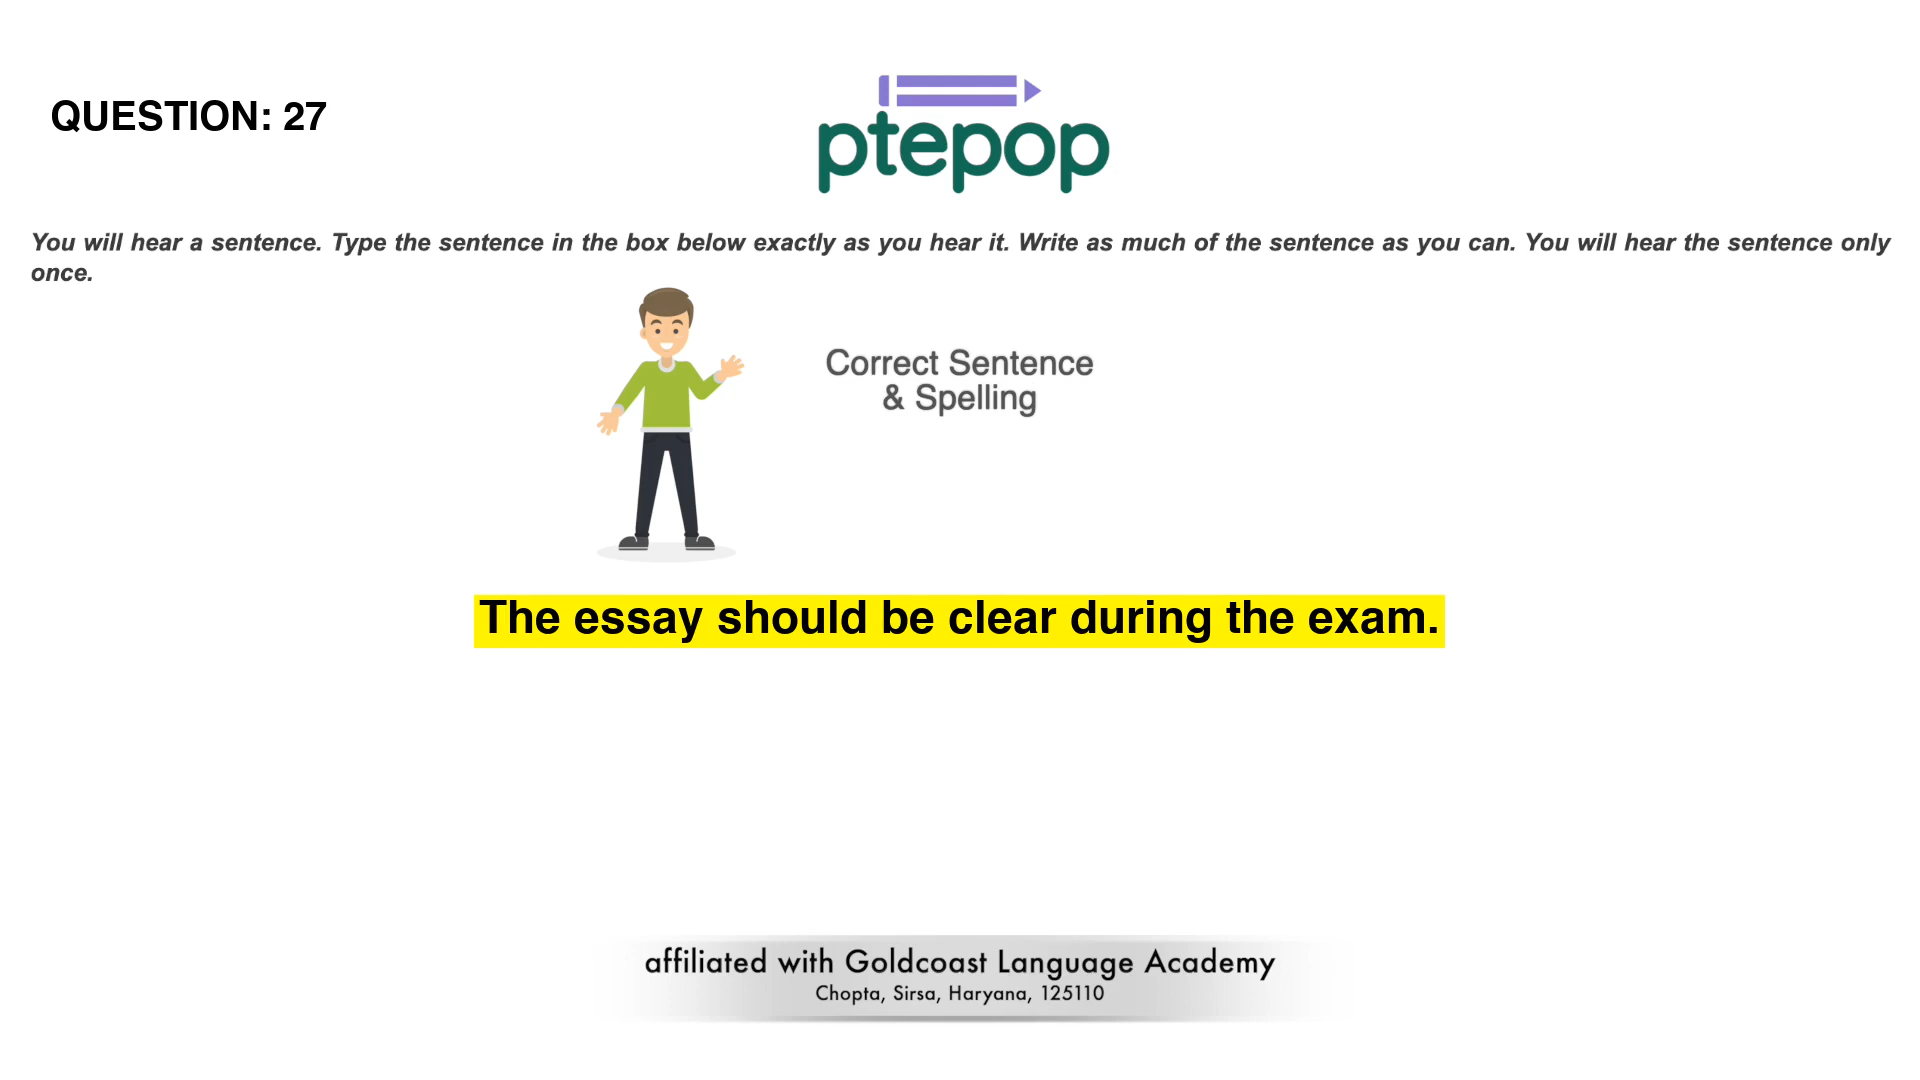 QUESTION: 27
ptepop
You will hear a sentence. Type the sentence in the box below exactly as you hear it. Write as much of the sentence as you can. You will hear the sentence only
once.
Correct Sentence
& Spelling
The essay should be clear during the exam.
affiliated with Goldcoast Language Academy
Chopta, Sirsa, Haryana, 125110